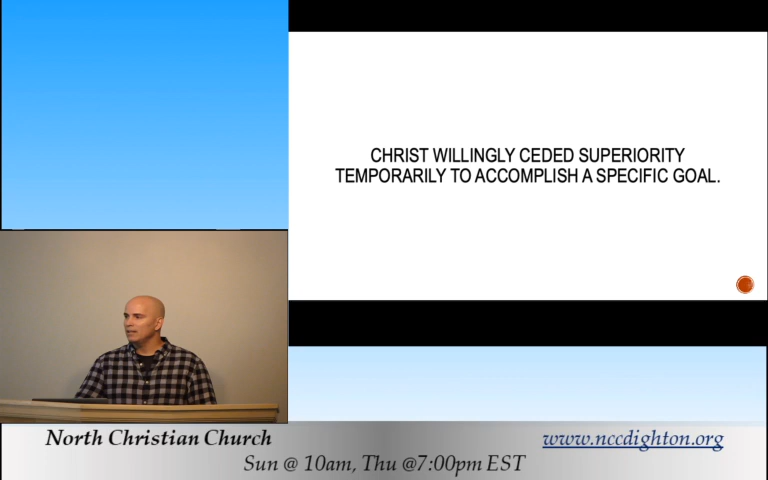 CHRIST WILLINGLY CEDED SUPERIORITY
TEMPORARILY TO ACCOMPLISH A SPECIFIC GOAL.
North Christian Church
www.nccdighton.org
Sun @ 10am, Thu @7:00pm EST